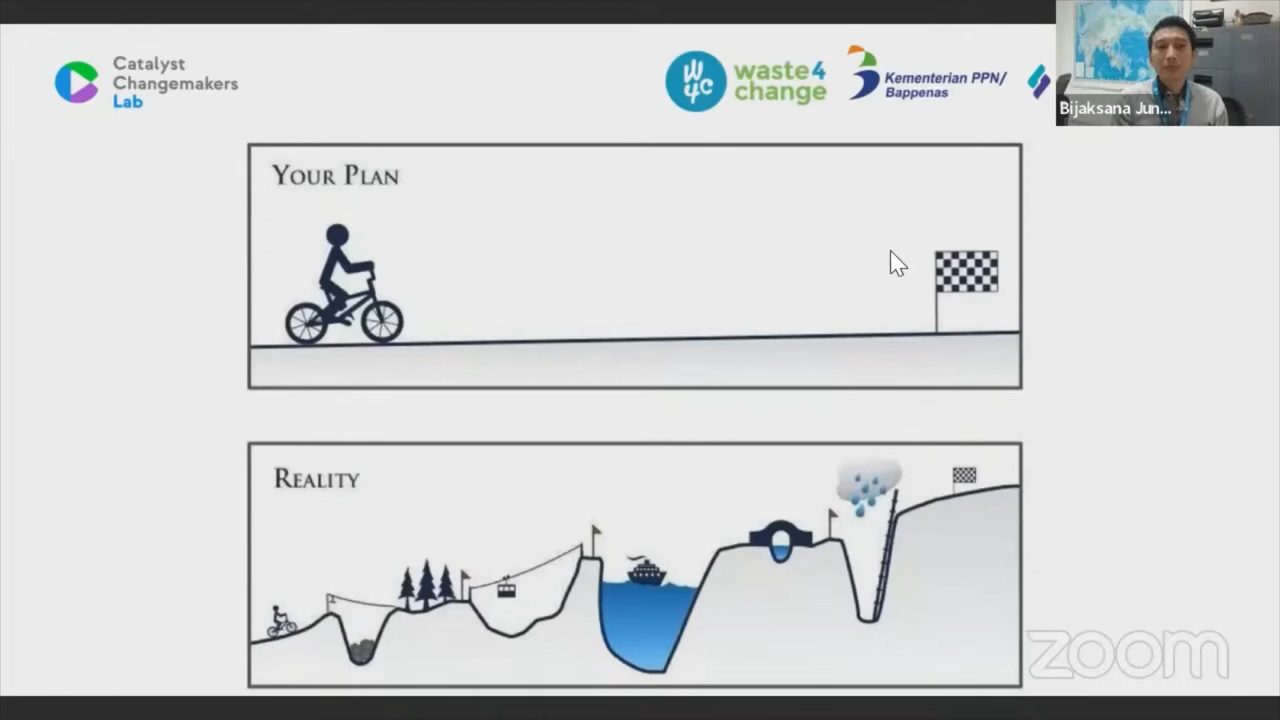 Catalyst
Changemakers
Lab
waste4
change
Kementerian PPN/
Bappenas
Bijaksana Jun...
YOUR PLAN
REALITY
zoom